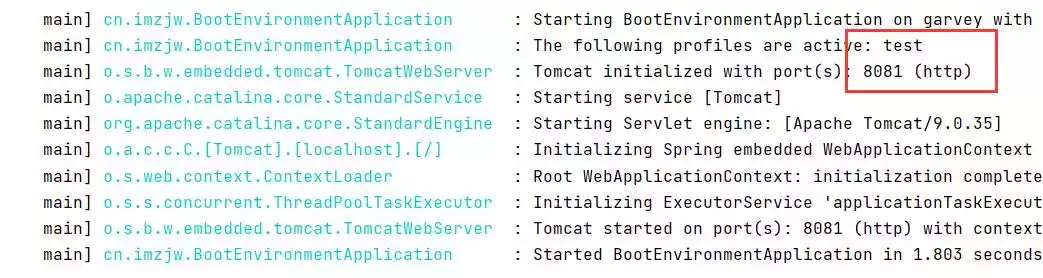 main] cn.imzjw.BootEnvironmentApplication : Starting BootEnvironmentApplication on garvey with
main] cn.imzjw.BootEnvironmentApplication : The following profiles are active: test
main] o.s.b.w.embedded.tomcat.TomcatWebServer : Tomcat initialized with port(s): 8081 (http)
main] o.apache.catalina.core.StandardService : Starting service [Tomcat]
main] org.apache.catalina.core.StandardEngine : Starting Servlet engine: [Apache Tomcat/9.0.35]
main] o.a.c.c.C.[Tomcat].[localhost].[/] : Initializing Spring embedded WebApplicationContext
main] o.s.web.context.ContextLoader : Root WebApplicationContext: initialization complete
main] o.s.s.concurrent.ThreadPoolTaskExecutor : Initializing ExecutorService 'applicationTaskExecut
main] o.s.b.w.embedded.tomcat.TomcatWebServer : Tomcat started on port(s): 8081 (http) with context
main] cn.imzjw.BootEnvironmentApplication : Started BootEnvironmentApplication in 1.803 seconds